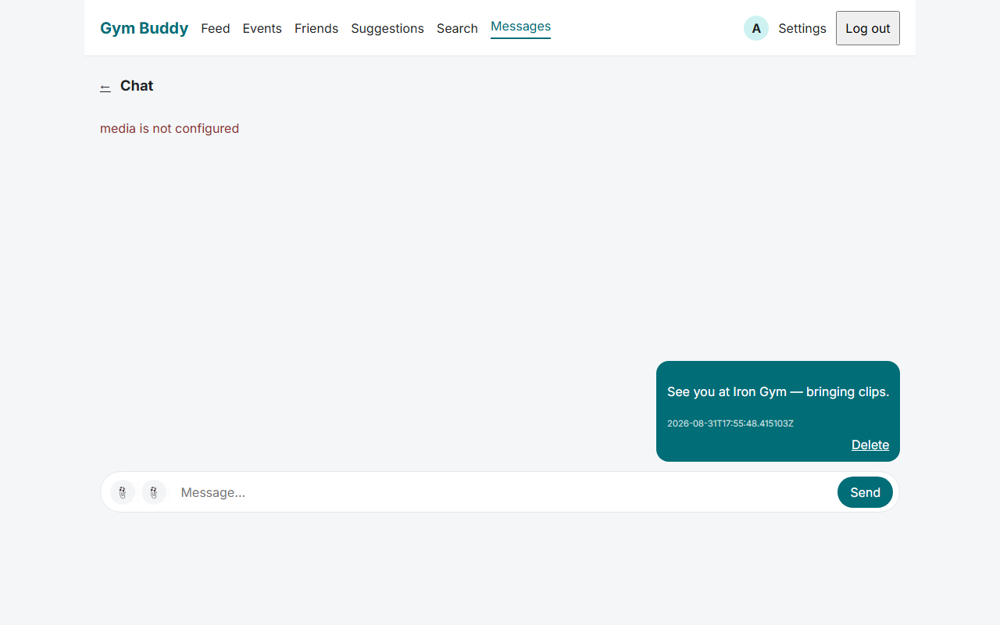 Gym Buddy Feed Events Friends Suggestions Search Messages A Settings Log out
← Chat
media is not configured
See you at Iron Gym — bringing clips.
2026-08-31T17:55:48.415103Z
Delete
Message... Send